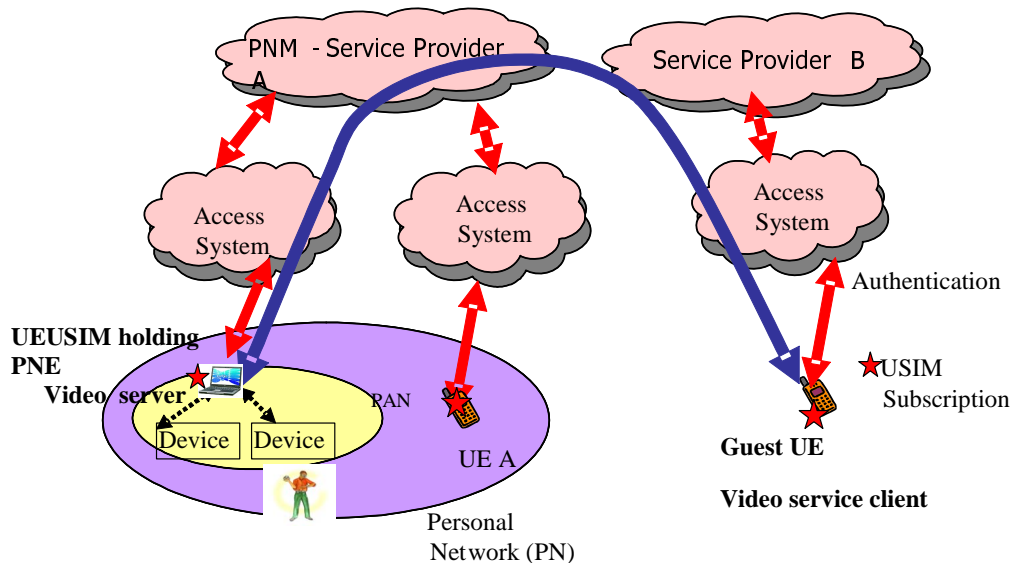 PNM - Service Provider
A
Service Provider B
Access
System
Access
System
Access
System
Authentication
UEUSIM holding
PNE
Video server
PAN
Device
Device
UE A
USIM
Subscription
Guest UE
Video service client
Personal
Network (PN)